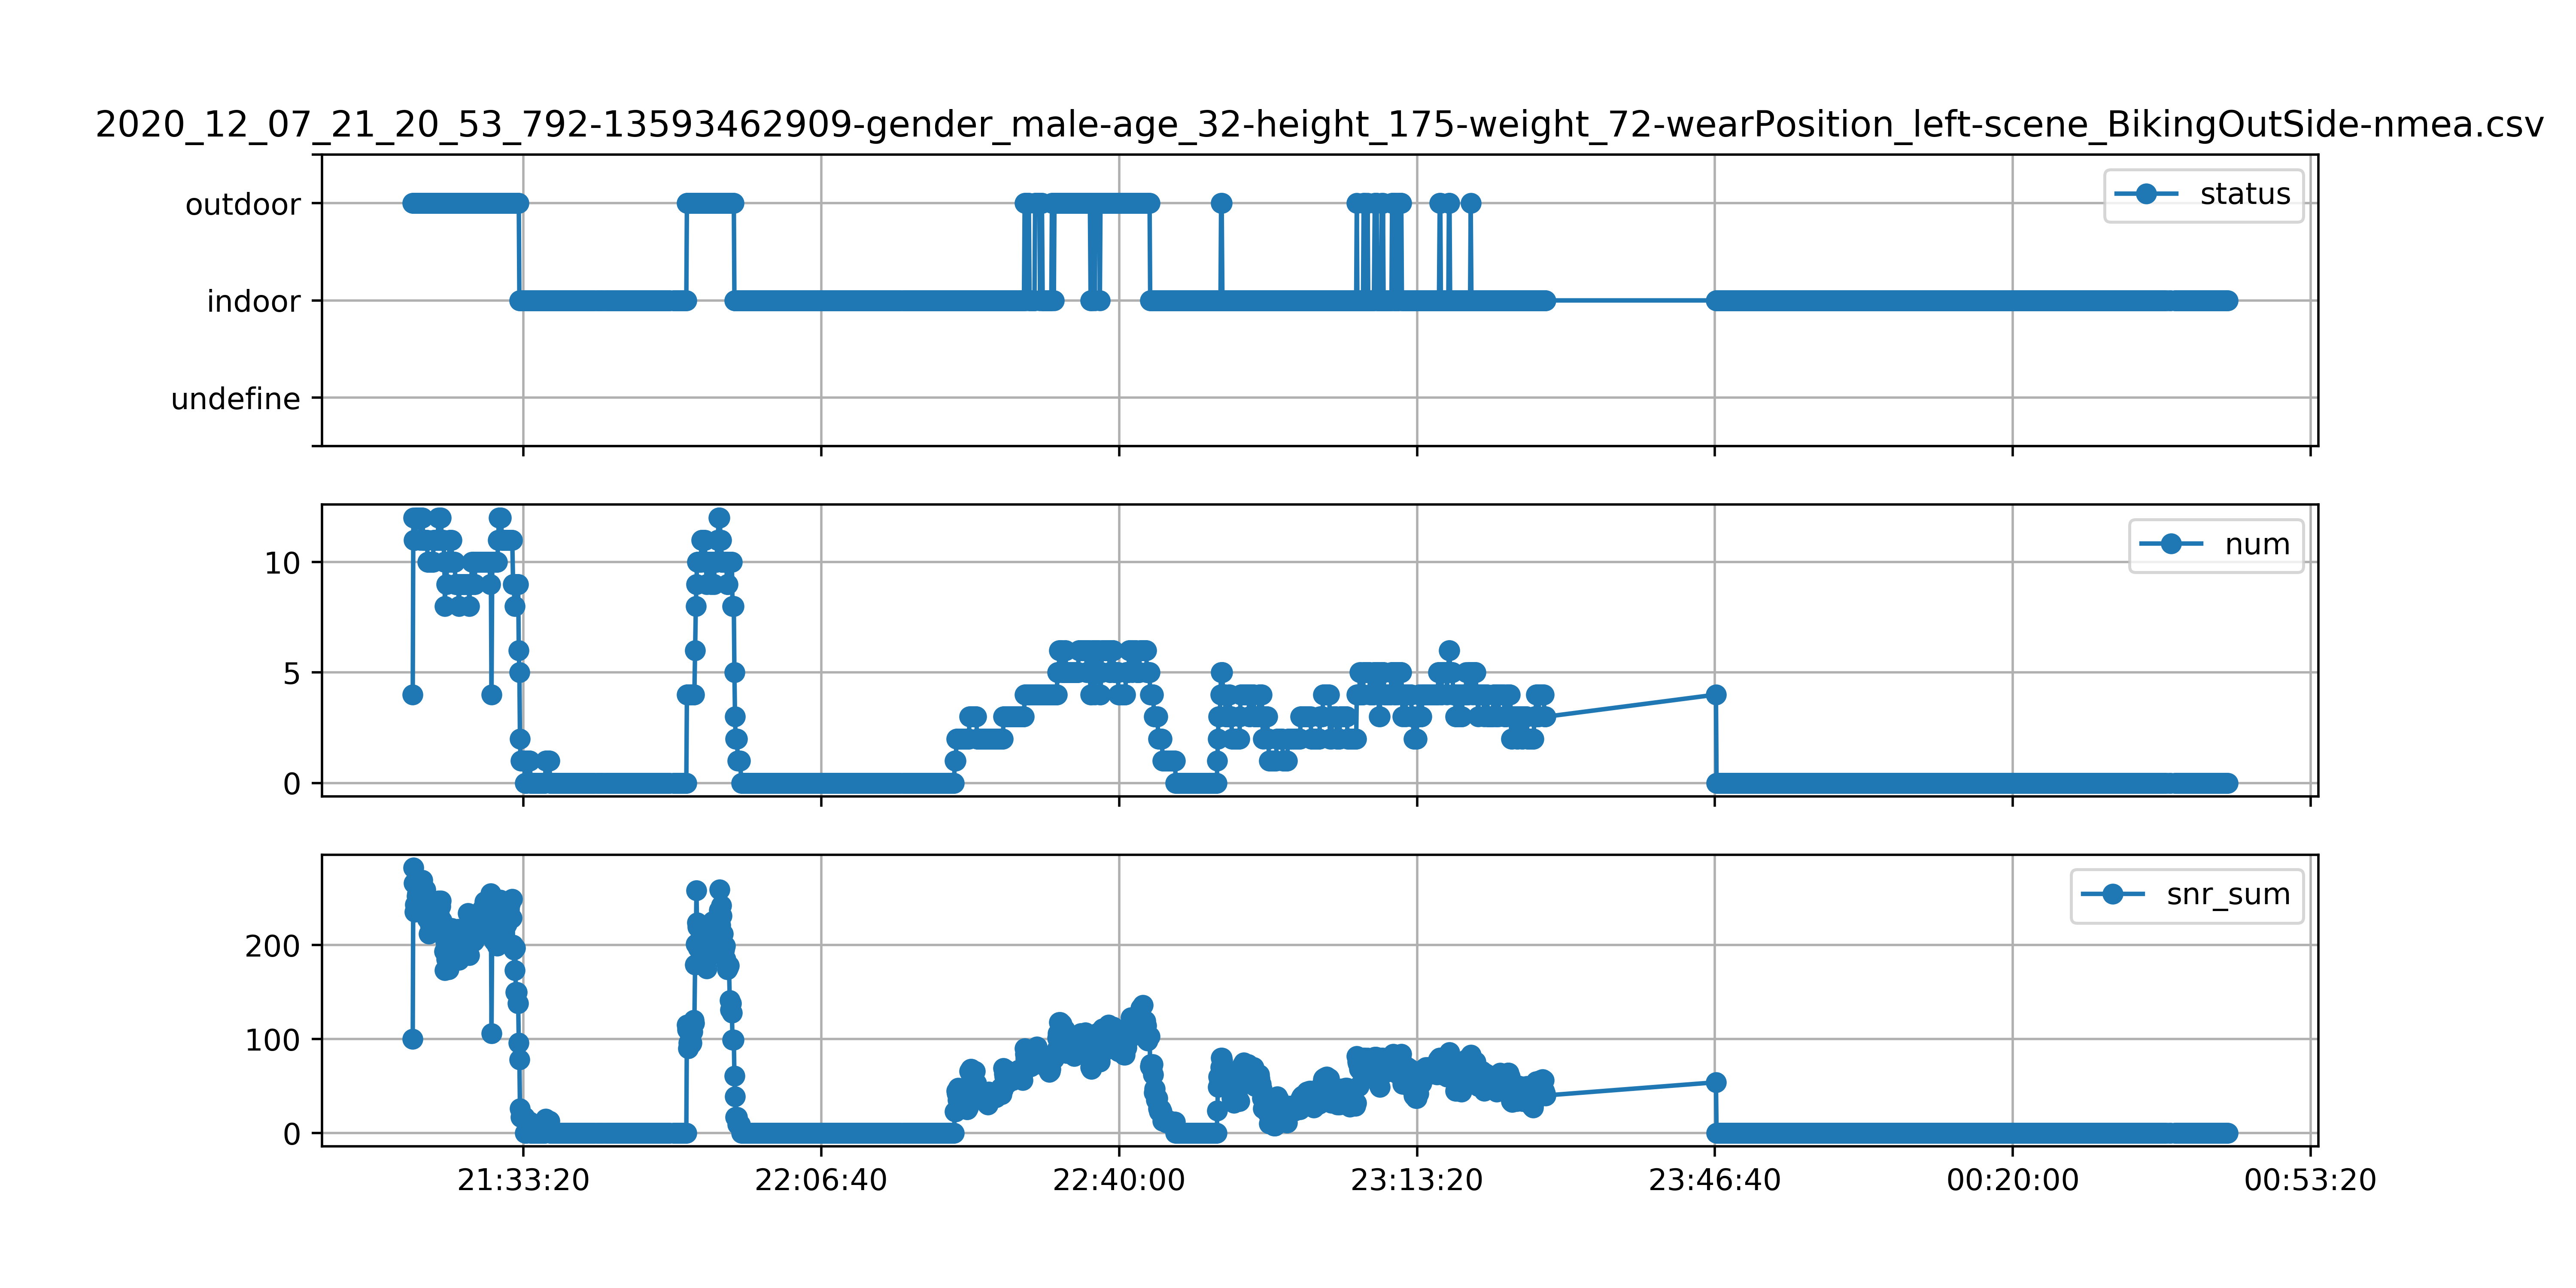 2020_12_07_21_20_53_792-13593462909-gender_male-age_32-height_175-weight_72-wearPosition_left-scene_BikingOutSide-nmea.csv
outdoor
indoor
undefine
status
10
5
0
num
200
100
0
snr_sum
21:33:20 22:06:40 22:40:00 23:13:20 23:46:40 00:20:00 00:53:20